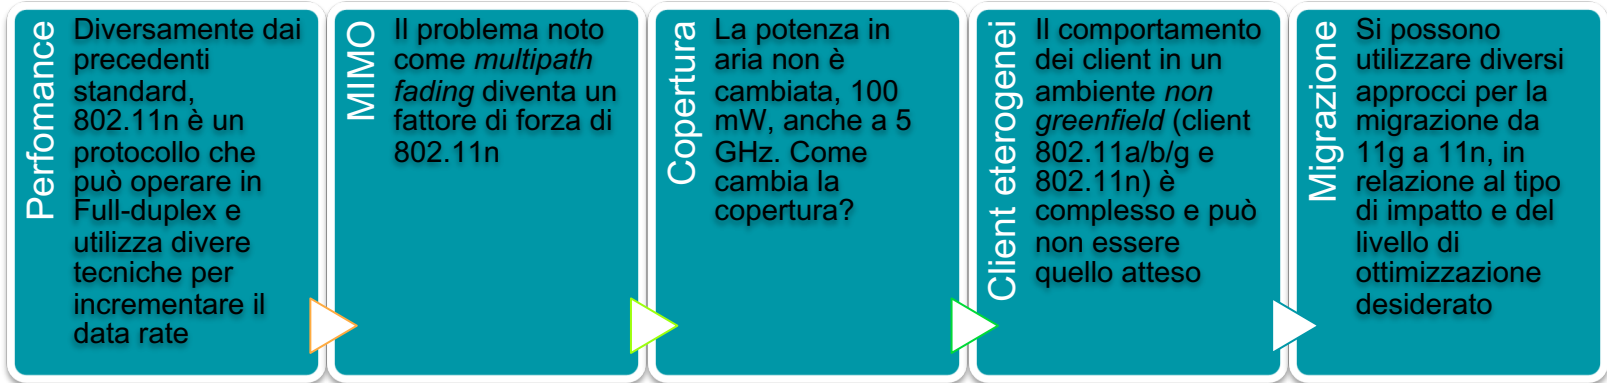 Perfomance
Diversamente dai
precedenti
standard,
802.11n è un
protocollo che
può operare in
Full-duplex e
utilizza divere
tecniche per
incrementare il
data rate
MIMO
Il problema noto
come multipath
fading diventa un
fattore di forza di
802.11n
Copertura
La potenza in
aria non è
cambiata, 100
mW, anche a 5
GHz. Come
cambia la
copertura?
Client eterogenei
Il comportamento
dei client in un
ambiente non
greenfield (client
802.11a/b/g e
802.11n) è
complesso e può
non essere
quello atteso
Migrazione
Si possono
utilizzare diversi
approcci per la
migrazione da
11g a 11n, in
relazione al tipo
di impatto e del
livello di
ottimizzazione
desiderato